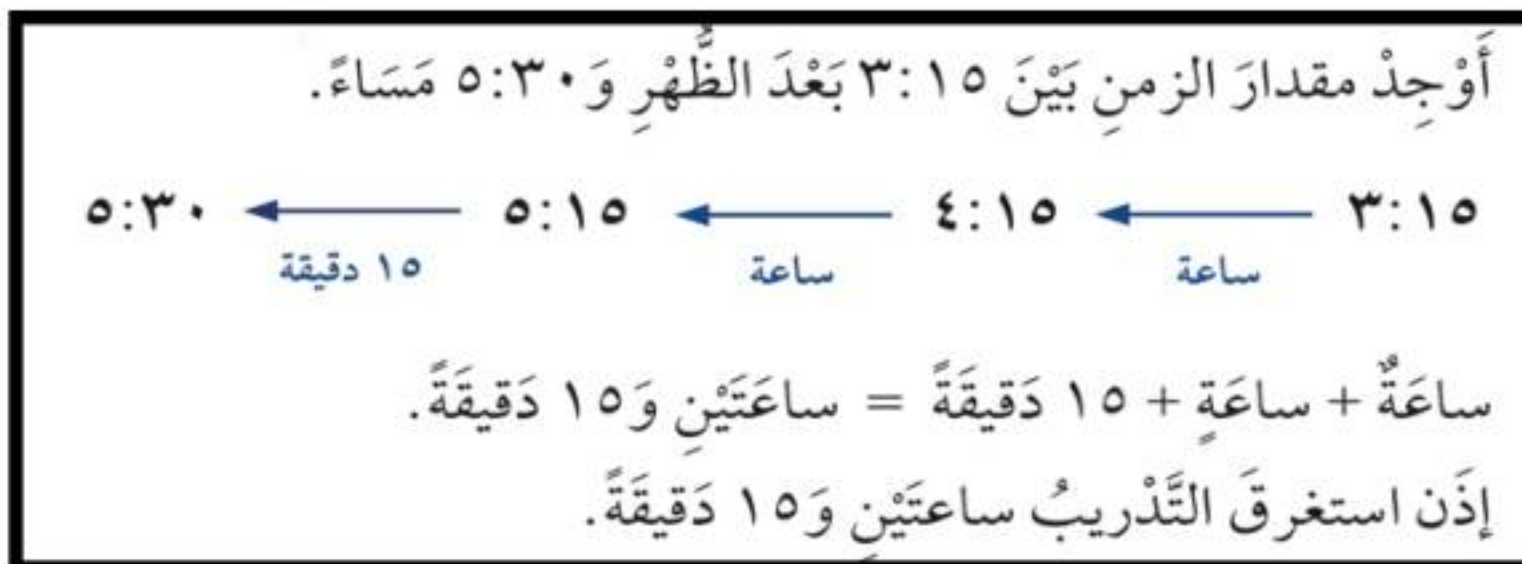 أَوْجِدْ مقدارَ الزمنِ بَيْنَ ٣:١٥ بَعْدَ الظُّهْرِ وَ ٥:٣٠ مَسَاءً.
٣:١٥ ← ٤:١٥ ← ٥:١٥ ← ٥:٣٠
ساعة ساعة ١٥ دقيقة
ساعَةٌ + ساعَةٍ + ١٥ دَقيقَةً = ساعَتَيْنِ وَ ١٥ دَقيقَةً.
إِذَن استغرقَ التَّدْريبُ ساعتَيْنِ وَ ١٥ دَقيقَةً.